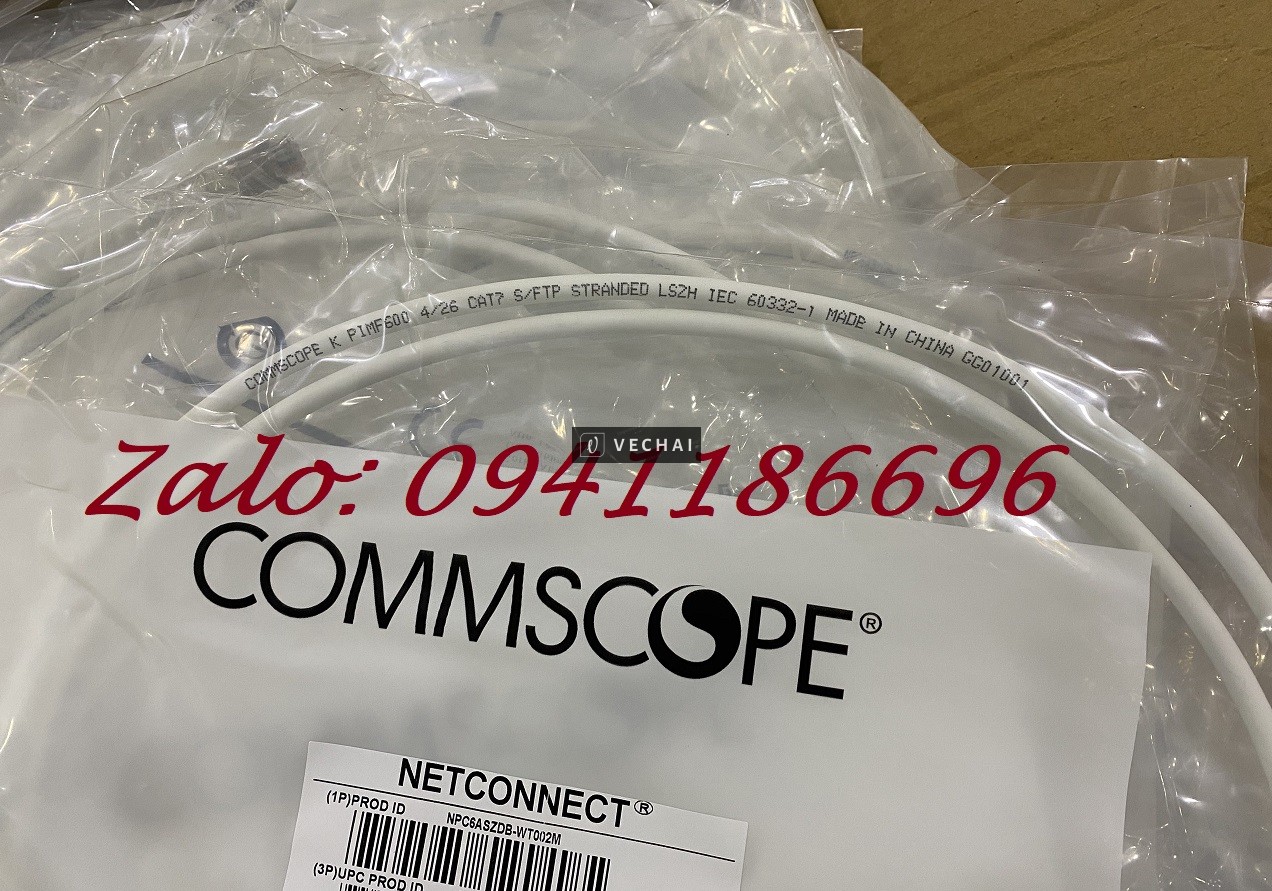 COMMSCOPE K PIMF600 4/26 CAT7 S/FTP STRANDED LSZH IEC 60332-1 MADE IN CHINA GG01001
VECHAI
Zalo: 0941186696
COMMSCOPE®
NETCONNECT®
(1P)PROD ID
NPC6ASZDB-WT002M
(3P)UPC PROD ID